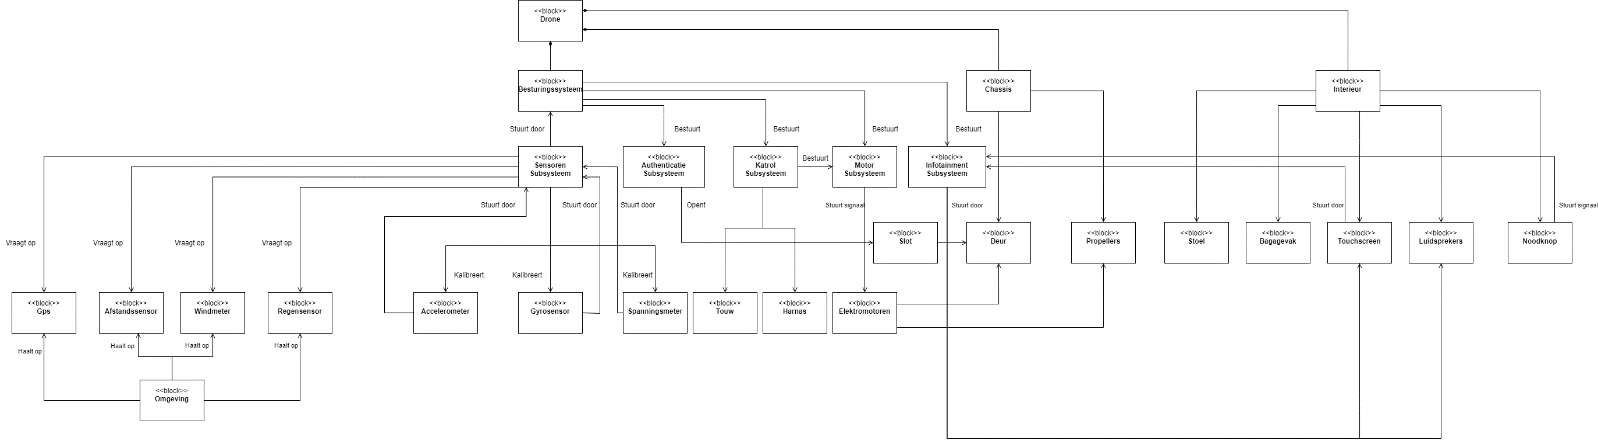 <<block>>
Drone
<<block>>
Besturingssysteem
<<block>>
Chassis
<<block>>
Interieur
Stuurt door
Bestuurt
Bestuurt
Bestuurt
Bestuurt
<<block>>
Sensoren
Subsysteem
<<block>>
Authenticatie
Subsysteem
<<block>>
Katrol
Subsysteem
Bestuurt
<<block>>
Motor
Subsysteem
<<block>>
Infotainment
Subsysteem
Stuurt door
Stuurt door
Stuurt door
Opent
Stuurt signaal
Stuurt door
Stuurt door
Stuurt signaal
Vraagt op
Vraagt op
Vraagt op
Vraagt op
<<block>>
Slot
<<block>>
Deur
<<block>>
Propellers
<<block>>
Stoel
<<block>>
Bagagevak
<<block>>
Touchscreen
<<block>>
Luidsprekers
<<block>>
Noodknop
Kalibreert
Kalibreert
Kalibreert
<<block>>
Gps
<<block>>
Afstandssensor
<<block>>
Windmeter
<<block>>
Regensensor
<<block>>
Accelerometer
<<block>>
Gyrosensor
<<block>>
Spanningsmeter
<<block>>
Touw
<<block>>
Harnas
<<block>>
Elektromotoren
Haalt op
Haalt op
Haalt op
Haalt op
<<block>>
Omgeving